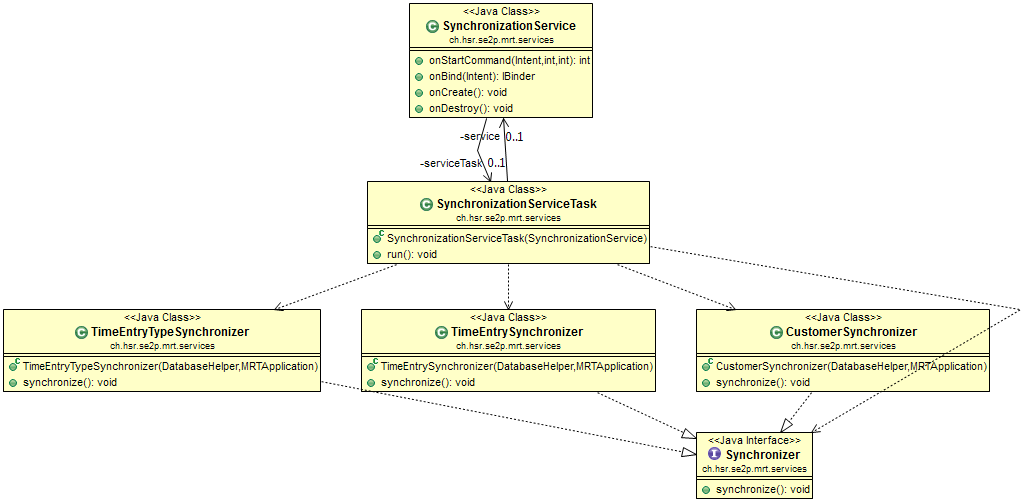 <<Java Class>>
C SynchronizationService
ch.hsr.se2p.mrt.services
onStartCommand(Intent,int,int): int
onBind(Intent): IBinder
onCreate(): void
onDestroy(): void
-service 0..1
-serviceTask 0..1
<<Java Class>>
C SynchronizationServiceTask
ch.hsr.se2p.mrt.services
c SynchronizationServiceTask(SynchronizationService)
run(): void
<<Java Class>>
C TimeEntryTypeSynchronizer
ch.hsr.se2p.mrt.services
c TimeEntryTypeSynchronizer(DatabaseHelper,MRTApplication)
synchronize(): void
<<Java Class>>
C TimeEntrySynchronizer
ch.hsr.se2p.mrt.services
c TimeEntrySynchronizer(DatabaseHelper,MRTApplication)
synchronize(): void
<<Java Class>>
C CustomerSynchronizer
ch.hsr.se2p.mrt.services
c CustomerSynchronizer(DatabaseHelper,MRTApplication)
synchronize(): void
<<Java Interface>>
I Synchronizer
ch.hsr.se2p.mrt.services
synchronize(): void